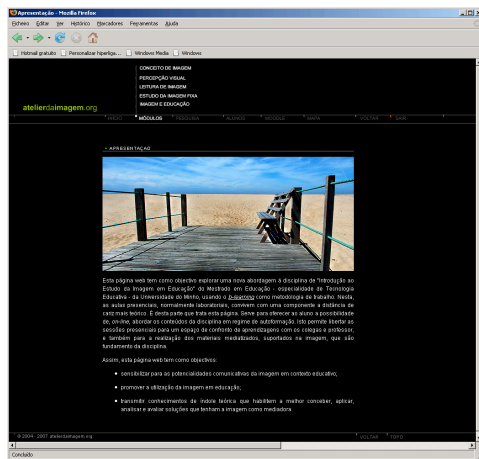 Apresentação - Mozilla Firefox
Ficheiro Editar Ver Histórico Marcadores Ferramentas Ajuda
Hotmail gratuito Personalizar hiperliga... Windows Media Windows
CONCEITO DE IMAGEM
PERCEPÇÃO VISUAL
LEITURA DE IMAGEM
ESTUDO DA IMAGEM FIXA
IMAGEM E EDUCAÇÃO
atelierdaimagem.org
INÍCIO MÓDULOS PESQUISA ALUNOS MOODLE MAPA VOLTAR SAIR
APRESENTAÇÃO
Esta página web tem como objectivo explorar uma nova abordagem à disciplina de "Introdução ao
Estudo da Imagem em Educação" do Mestrado em Educação - especialidade de Tecnologia
Educativa - da Universidade do Minho, usando o b-learning como metodologia de trabalho. Nesta,
as aulas presenciais, normalmente laboratoriais, convivem com uma componente a distância de
cariz mais teórico. É desta parte que trata esta página. Serve para oferecer ao aluno a possibilidade
de, on-line, abordar os conteúdos da disciplina em regime de autoformação. Isto permite libertar as
sessões presenciais para um espaço de confronto de aprendizagens com os colegas e professor,
e também para a realização dos materiais mediatizados, suportados na imagem, que são
fundamento da disciplina.
Assim, esta página web tem como objectivos:
sensibilizar para as potencialidades comunicativas da imagem em contexto educativo;
promover a utilização da imagem em educação;
transmitir conhecimentos de índole teórica que habilitem a melhor conceber, aplicar,
analisar e avaliar soluções que tenham a imagem como mediadora.
© 2004 - 2007 atelierdaimagem.org VOLTAR TOPO
Concluído